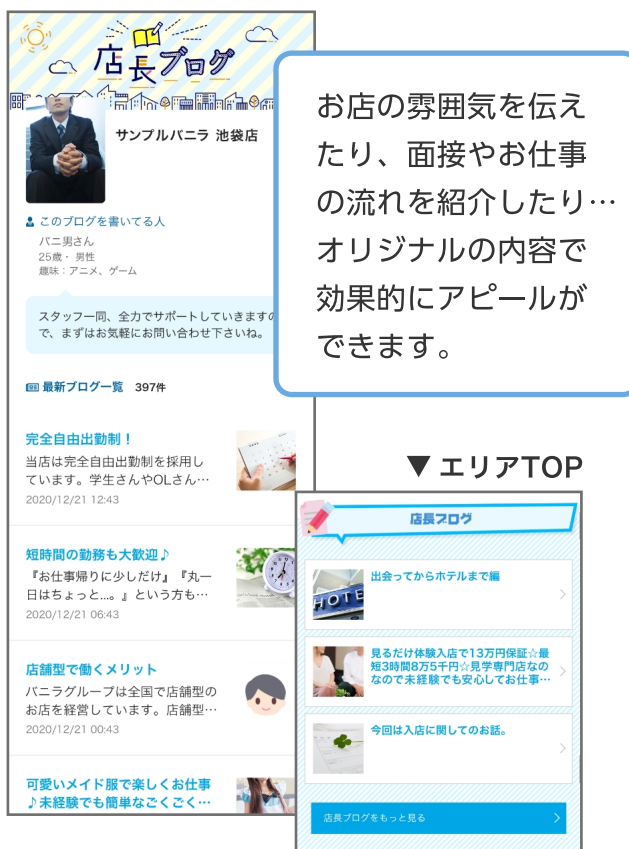 店長ブログ
サンプルバニラ 池袋店
このブログを書いてる人
バニ男さん
25歳・ 男性
趣味：アニメ、ゲーム
スタッフ一同、全力でサポートしていきますの
で、まずはお気軽にお問い合わせ下さいね。
最新ブログ一覧 397件
完全自由出勤制！
当店は完全自由出勤制を採用し
ています。学生さんやOLさん…
2020/12/21 12:43
短時間の勤務も大歓迎♪
『お仕事帰りに少しだけ』『丸一
日はちょっと...。』という方も…
2020/12/21 06:43
店舗型で働くメリット
バニラグループは全国で店舗型の
お店を経営しています。店舗型…
2020/12/21 00:43
可愛いメイド服で楽しくお仕事
♪未経験でも簡単なごくごく…
お店の雰囲気を伝え
たり、面接やお仕事
の流れを紹介したり…
オリジナルの内容で
効果的にアピールが
できます。
▼ エリアTOP
店長ブログ
HOTE
出会ってからホテルまで編
見るだけ体験入店で13万円保証☆最
短3時間8万5千円☆見学専門店なの
なので未経験でも安心してお仕事…
今回は入店に関してのお話。
店長ブログをもっと見る